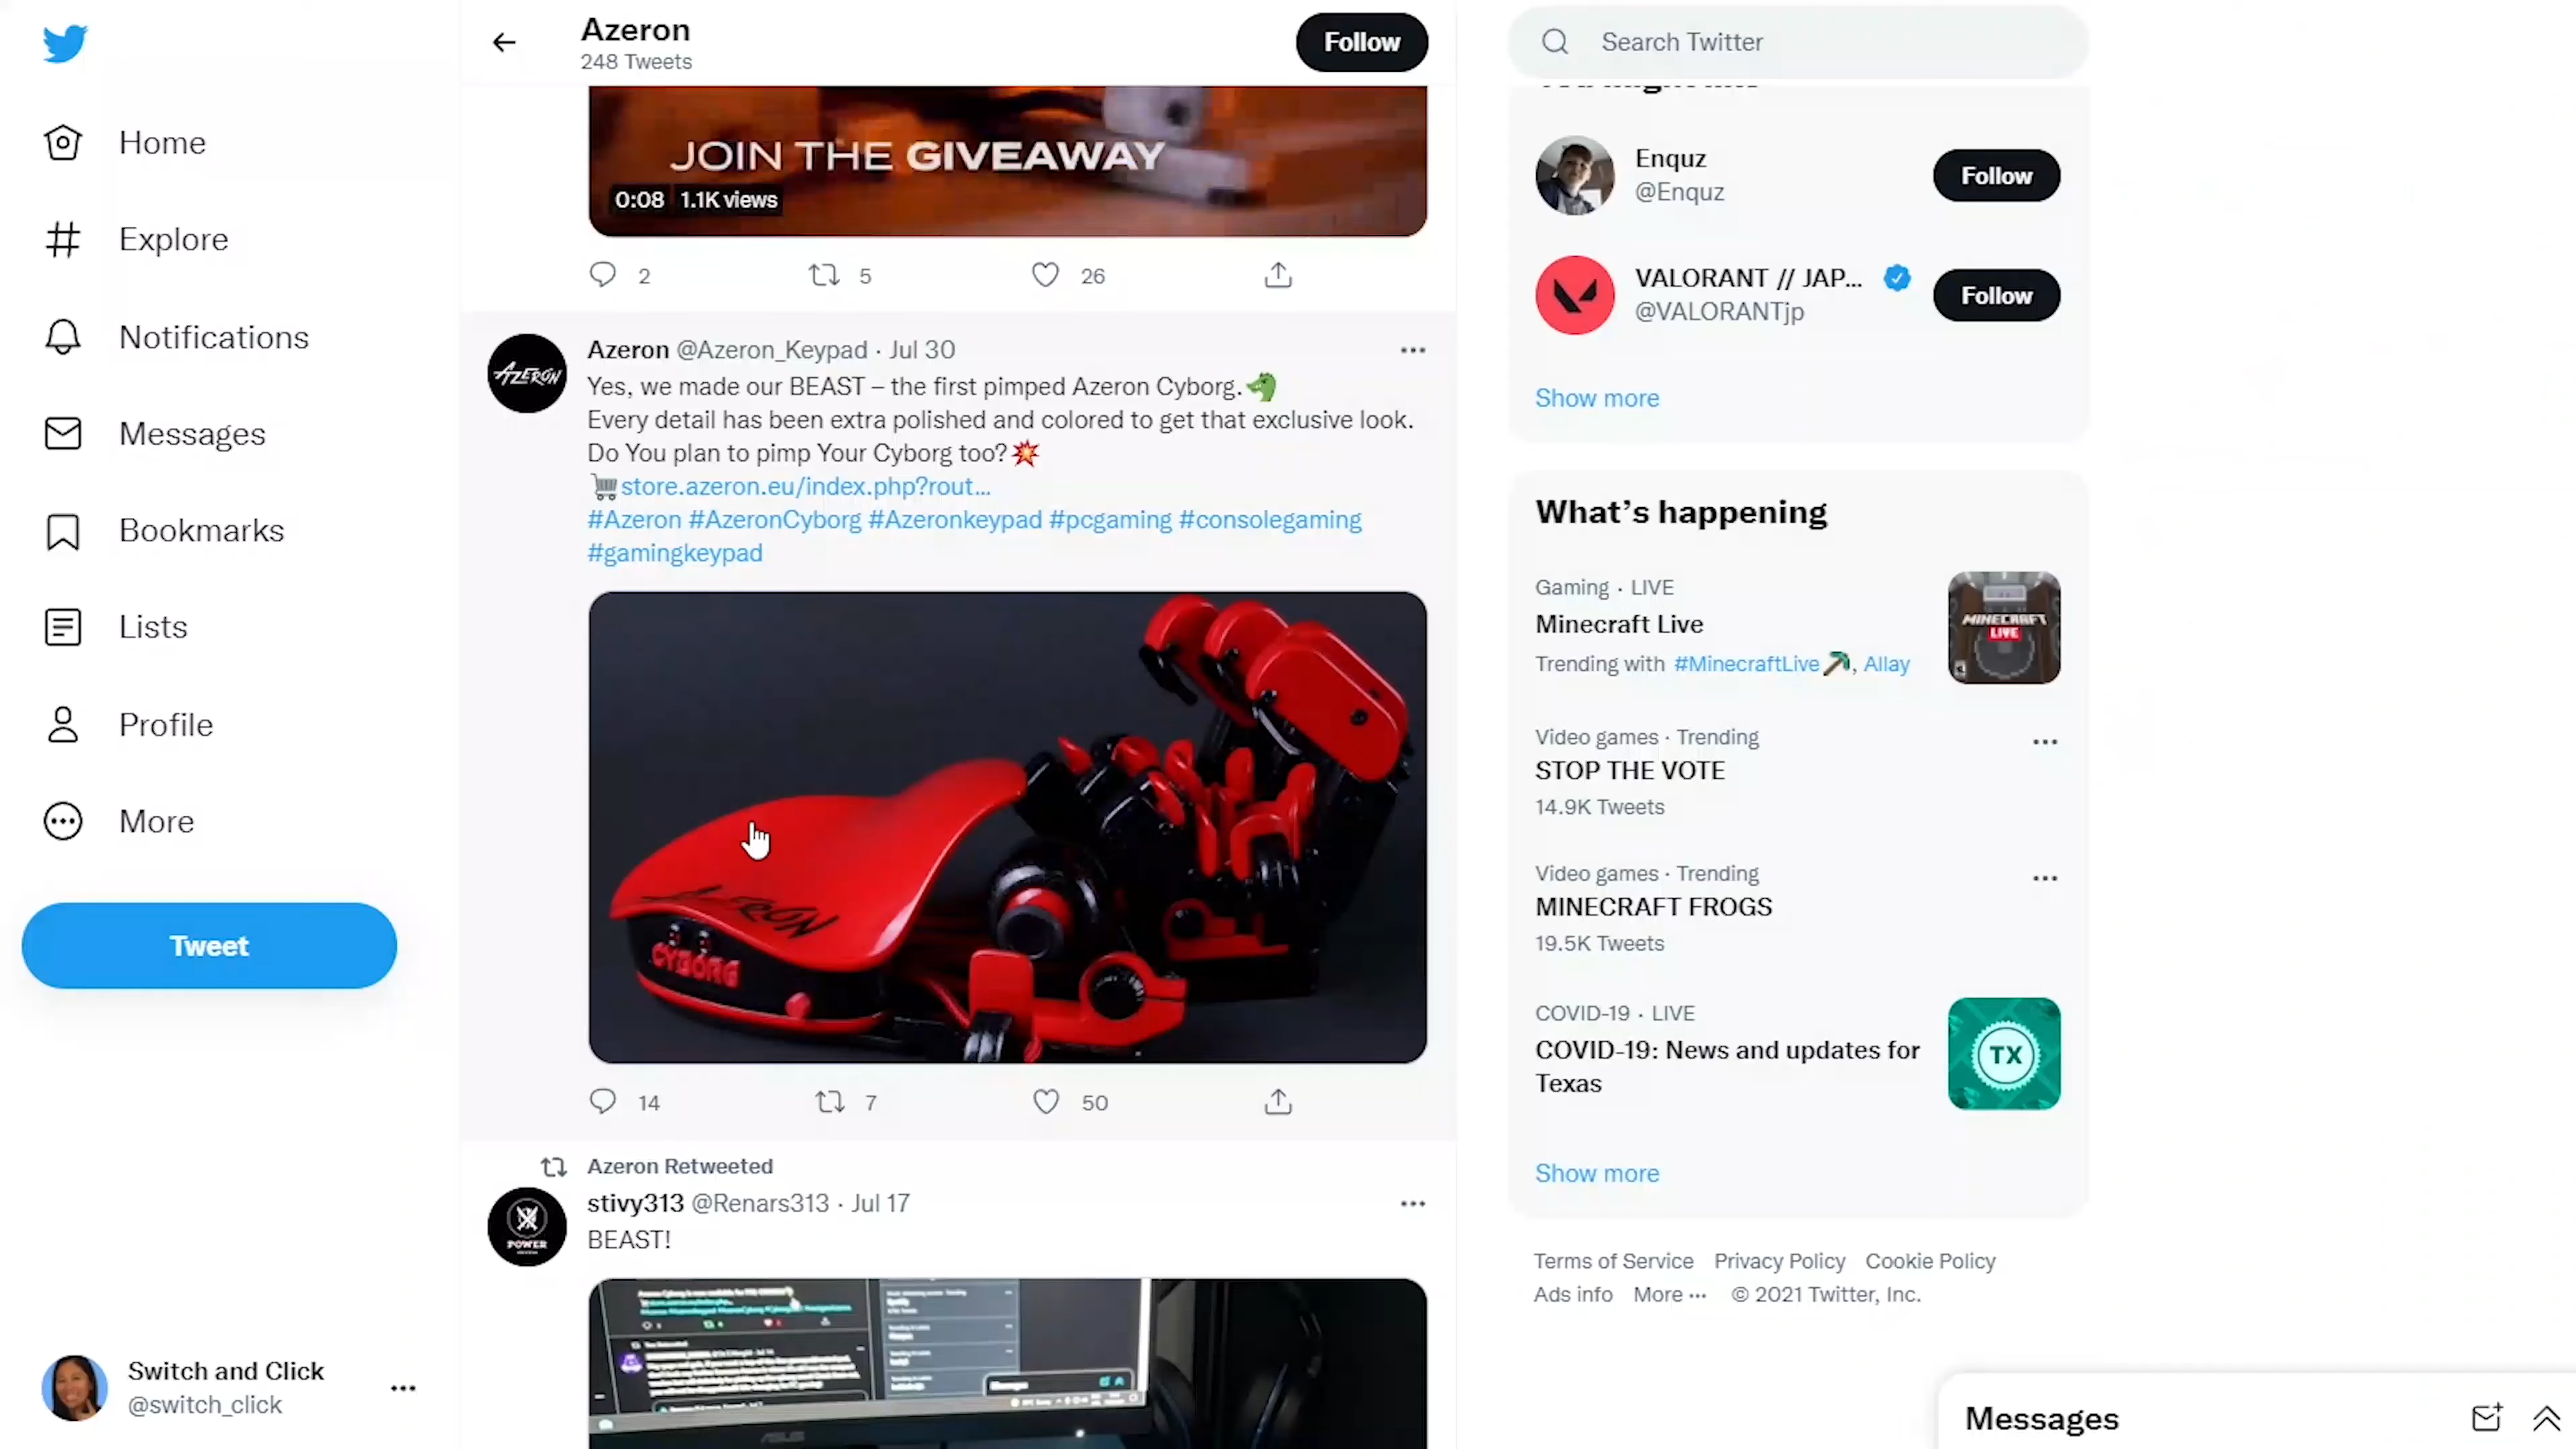 Home
Explore
Notifications
Messages
Bookmarks
Lists
Profile
More
Tweet
Switch and Click
@switch_click
Azeron
248 Tweets
Follow
JOIN THE GIVEAWAY
0:08 1.1K views
2 5 26
Azeron @Azeron_Keypad · Jul 30
Yes, we made our BEAST – the first pimped Azeron Cyborg.
Every detail has been extra polished and colored to get that exclusive look.
Do You plan to pimp Your Cyborg too?
store.azeron.eu/index.php?rout...
#Azeron #AzeronCyborg #Azeronkeypad #pcgaming #consolegaming
#gamingkeypad
AZERON
AZERON
CYBORG
14 7 50
Azeron Retweeted
stivy313 @Renars313 · Jul 17
BEAST!
POWER
ASUS
Search Twitter
Enquz
@Enquz
Follow
VALORANT // JAP...
@VALORANTjp
Follow
Show more
What's happening
Gaming · LIVE
Minecraft Live
Trending with #MinecraftLive, Allay
MINECRAFT
LIVE
Video games · Trending
STOP THE VOTE
14.9K Tweets
Video games · Trending
MINECRAFT FROGS
19.5K Tweets
COVID-19 · LIVE
COVID-19: News and updates for
Texas
TX
Show more
Terms of Service Privacy Policy Cookie Policy
Ads info More ··· © 2021 Twitter, Inc.
Messages